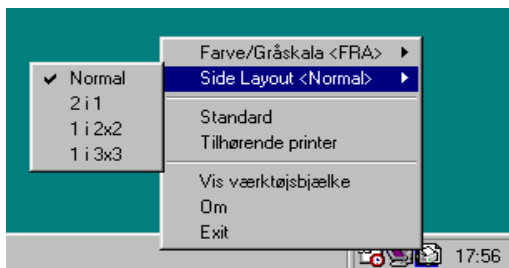 Farve/Gråskala <FRA>
Side Layout <Normal>
Normal
2 i 1
1 i 2x2
1 i 3x3
Standard
Tilhørende printer
Vis værktøjsbjælke
Om
Exit
17:56